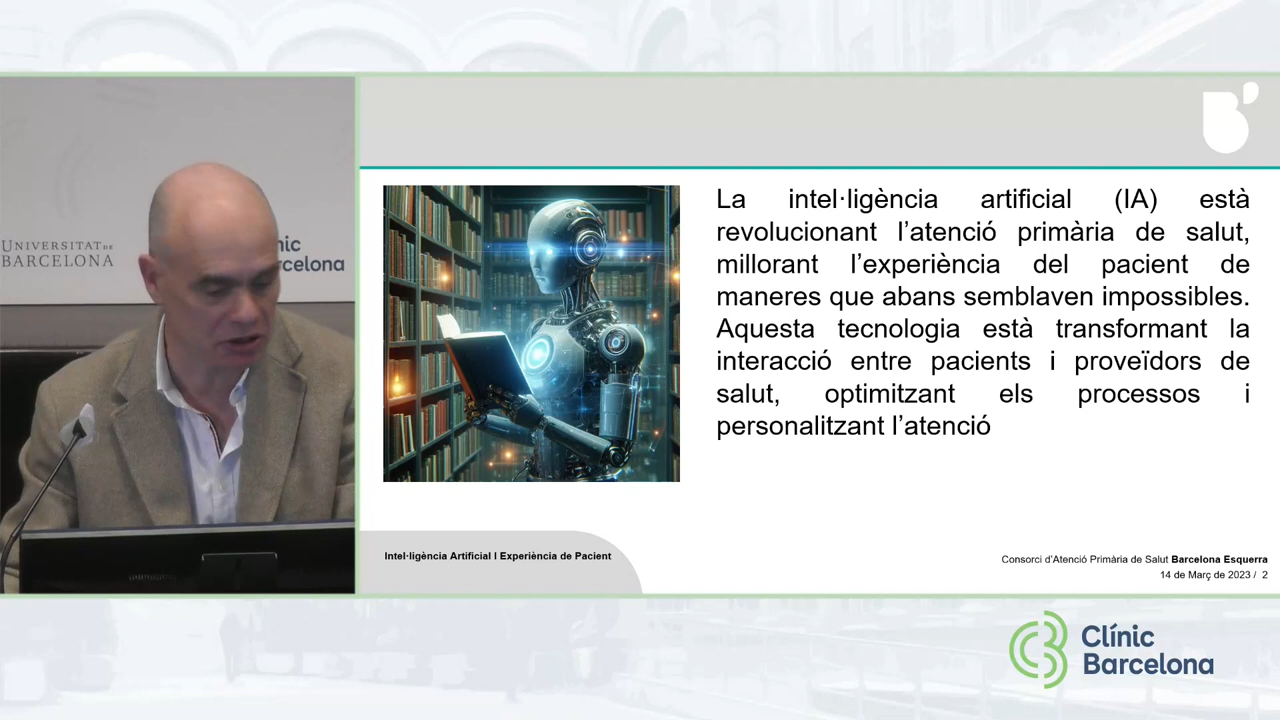 UNIVERSITAT DE
BARCELONA
nic
rcelona
La intel·ligència artificial (IA) està
revolucionant l’atenció primària de salut,
millorant l’experiència del pacient de
maneres que abans semblaven impossibles.
Aquesta tecnologia està transformant la
interacció entre pacients i proveïdors de
salut, optimitzant els processos i
personalitzant l’atenció
Intel·ligència Artificial I Experiència de Pacient
Consorci d’Atenció Primària de Salut Barcelona Esquerra
14 de Març de 2023 / 2
Clínic
Barcelona